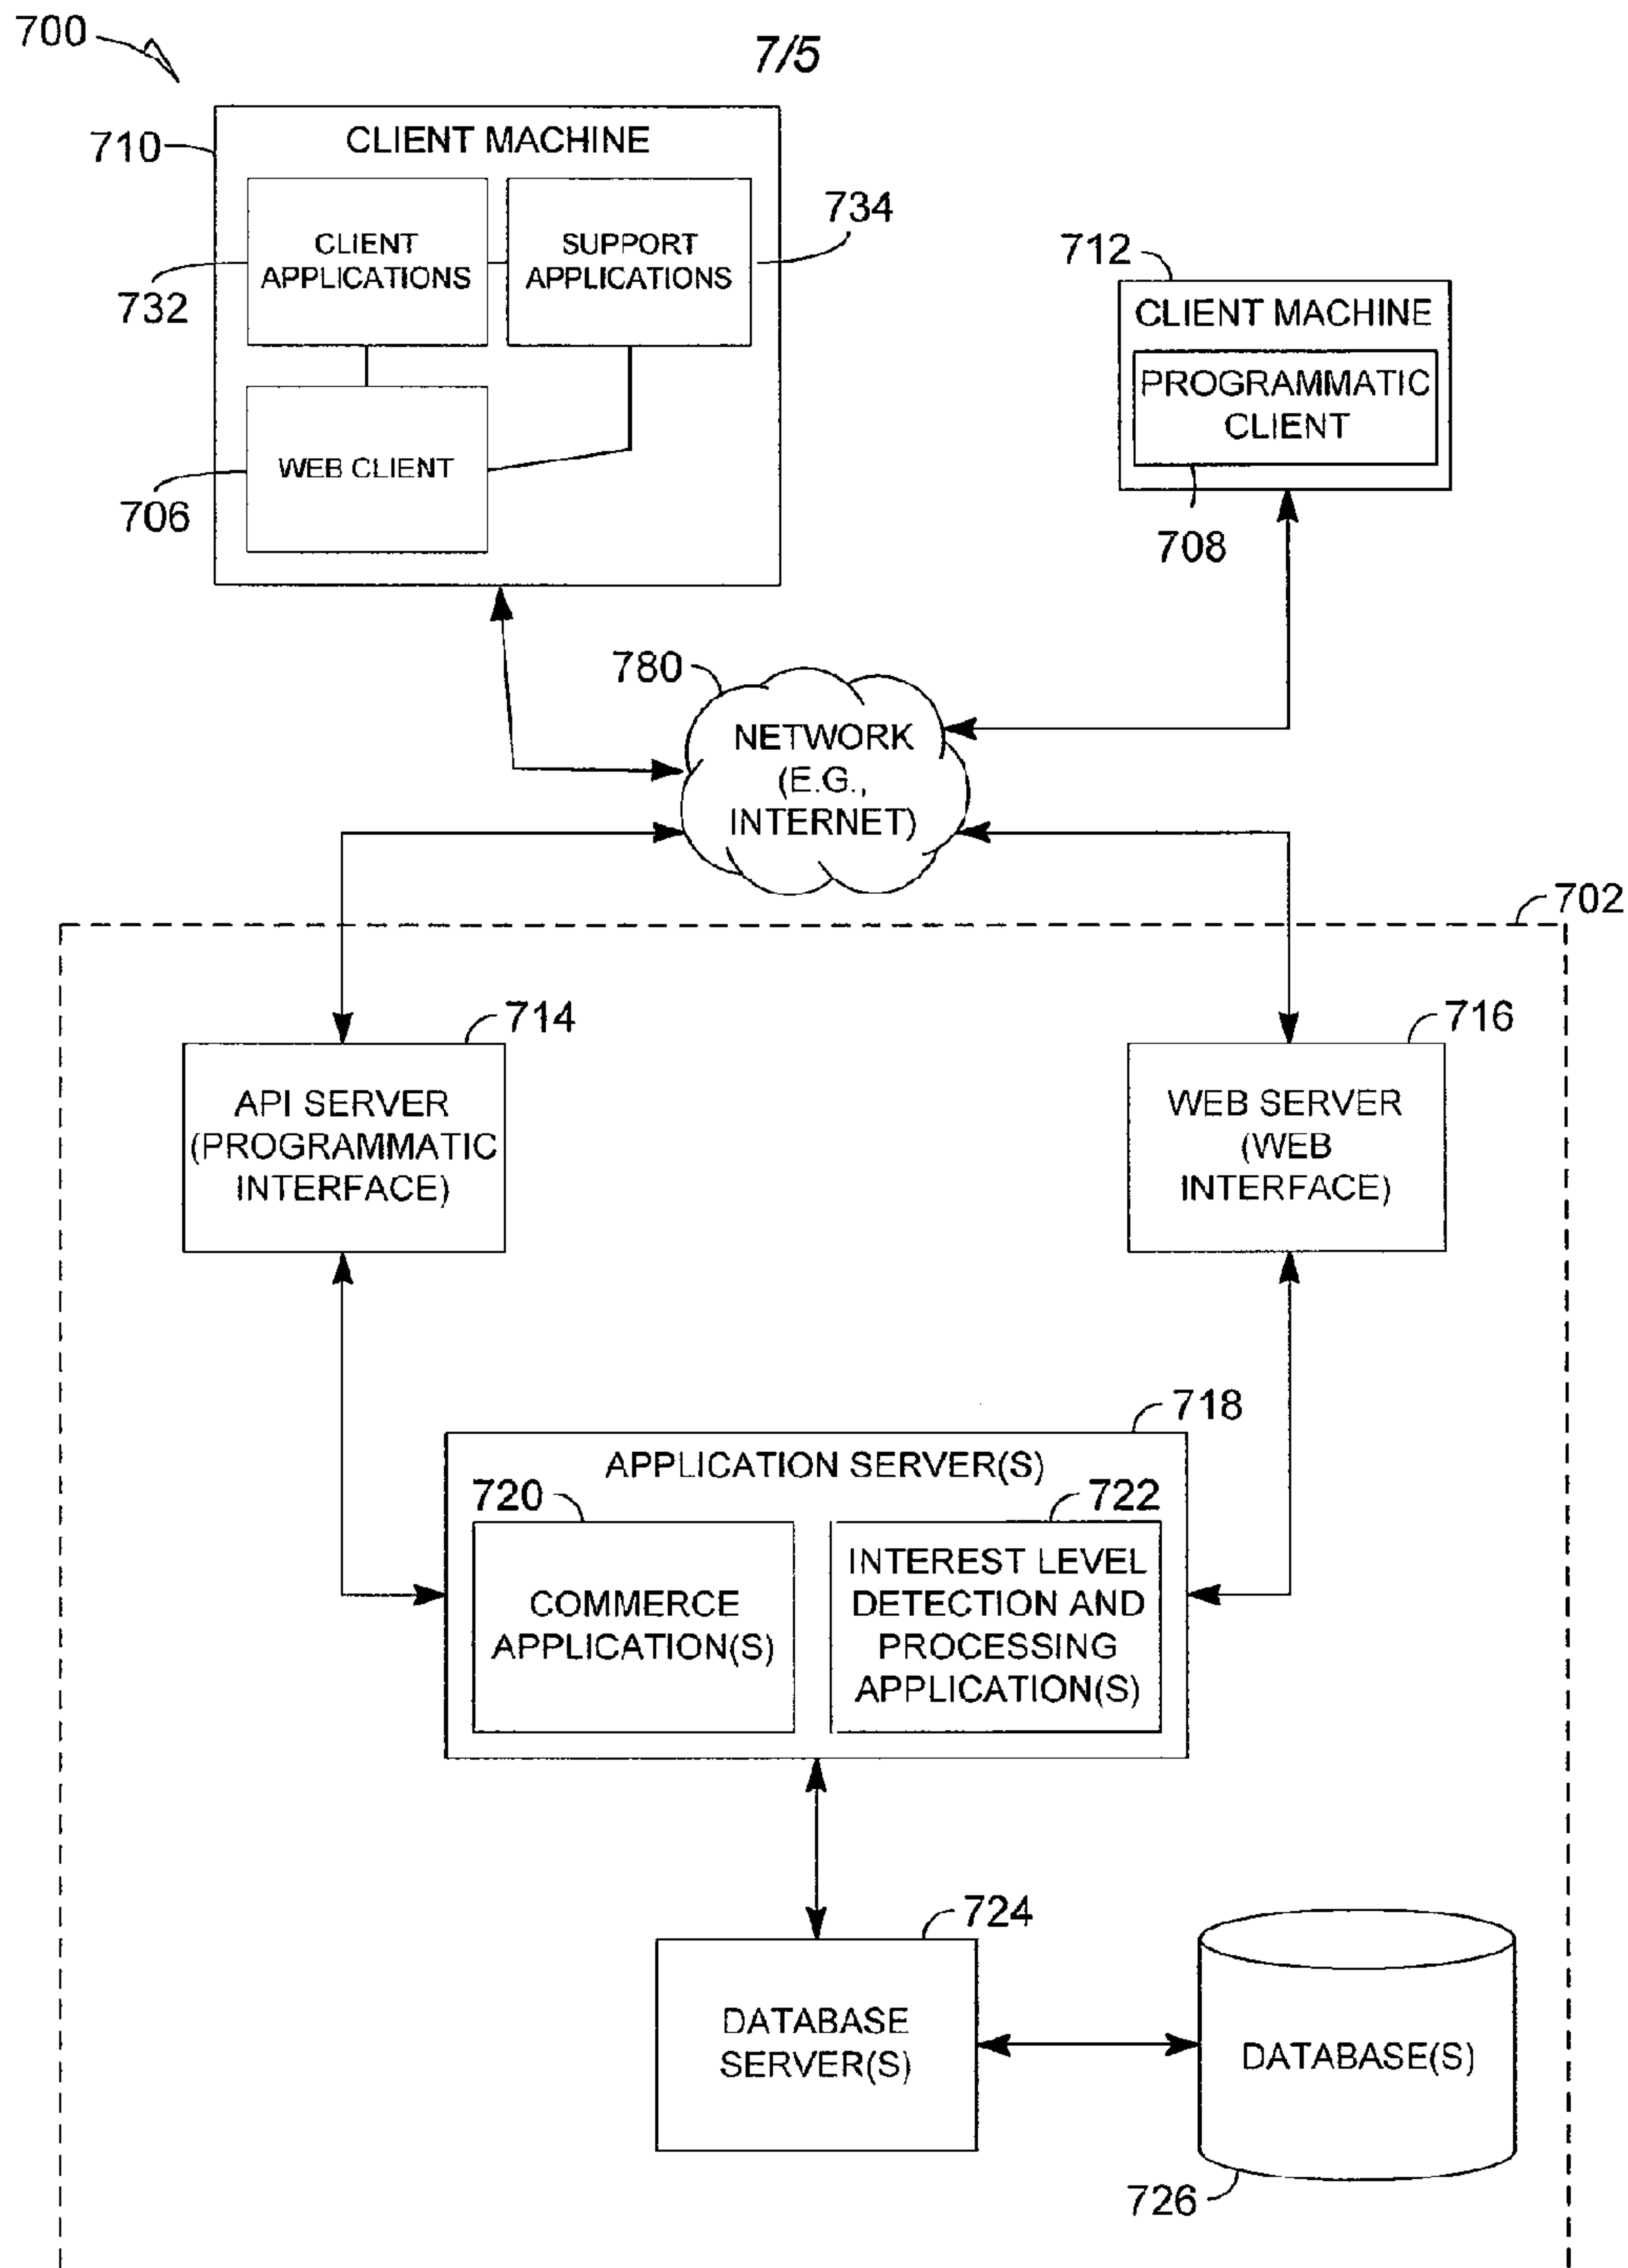 700
7/5
710
CLIENT MACHINE
734
CLIENT
APPLICATIONS
SUPPORT
APPLICATIONS
732
712
CLIENT MACHINE
PROGRAMMATIC
CLIENT
WEB CLIENT
706
708
780
NETWORK
(E.G.,
INTERNET)
702
714
716
API SERVER
(PROGRAMMATIC
INTERFACE)
WEB SERVER
(WEB
INTERFACE)
718
APPLICATION SERVER(S)
720
722
COMMERCE
APPLICATION(S)
INTEREST LEVEL
DETECTION AND
PROCESSING
APPLICATION(S)
724
DATABASE
SERVER(S)
DATABASE(S)
726